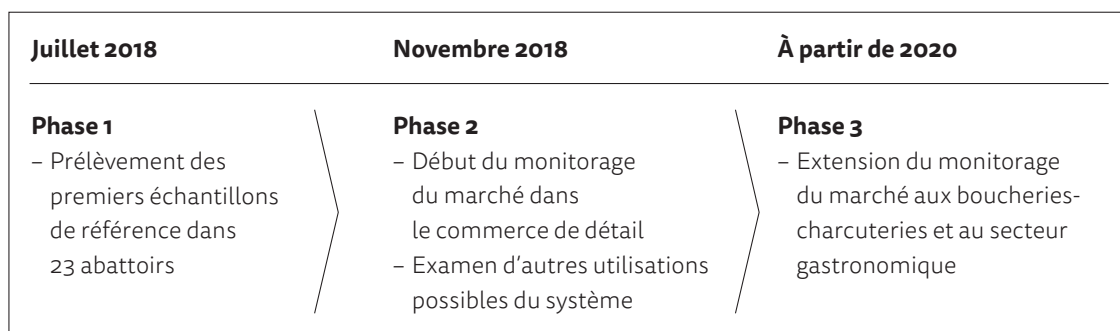 Juillet 2018
Novembre 2018
À partir de 2020
Phase 1
– Prélèvement des
premiers échantillons
de référence dans
23 abattoirs
Phase 2
– Début du monitorage
du marché dans
le commerce de détail
– Examen d’autres utilisations
possibles du système
Phase 3
– Extension du monitorage
du marché aux boucheries-
charcuteries et au secteur
gastronomique